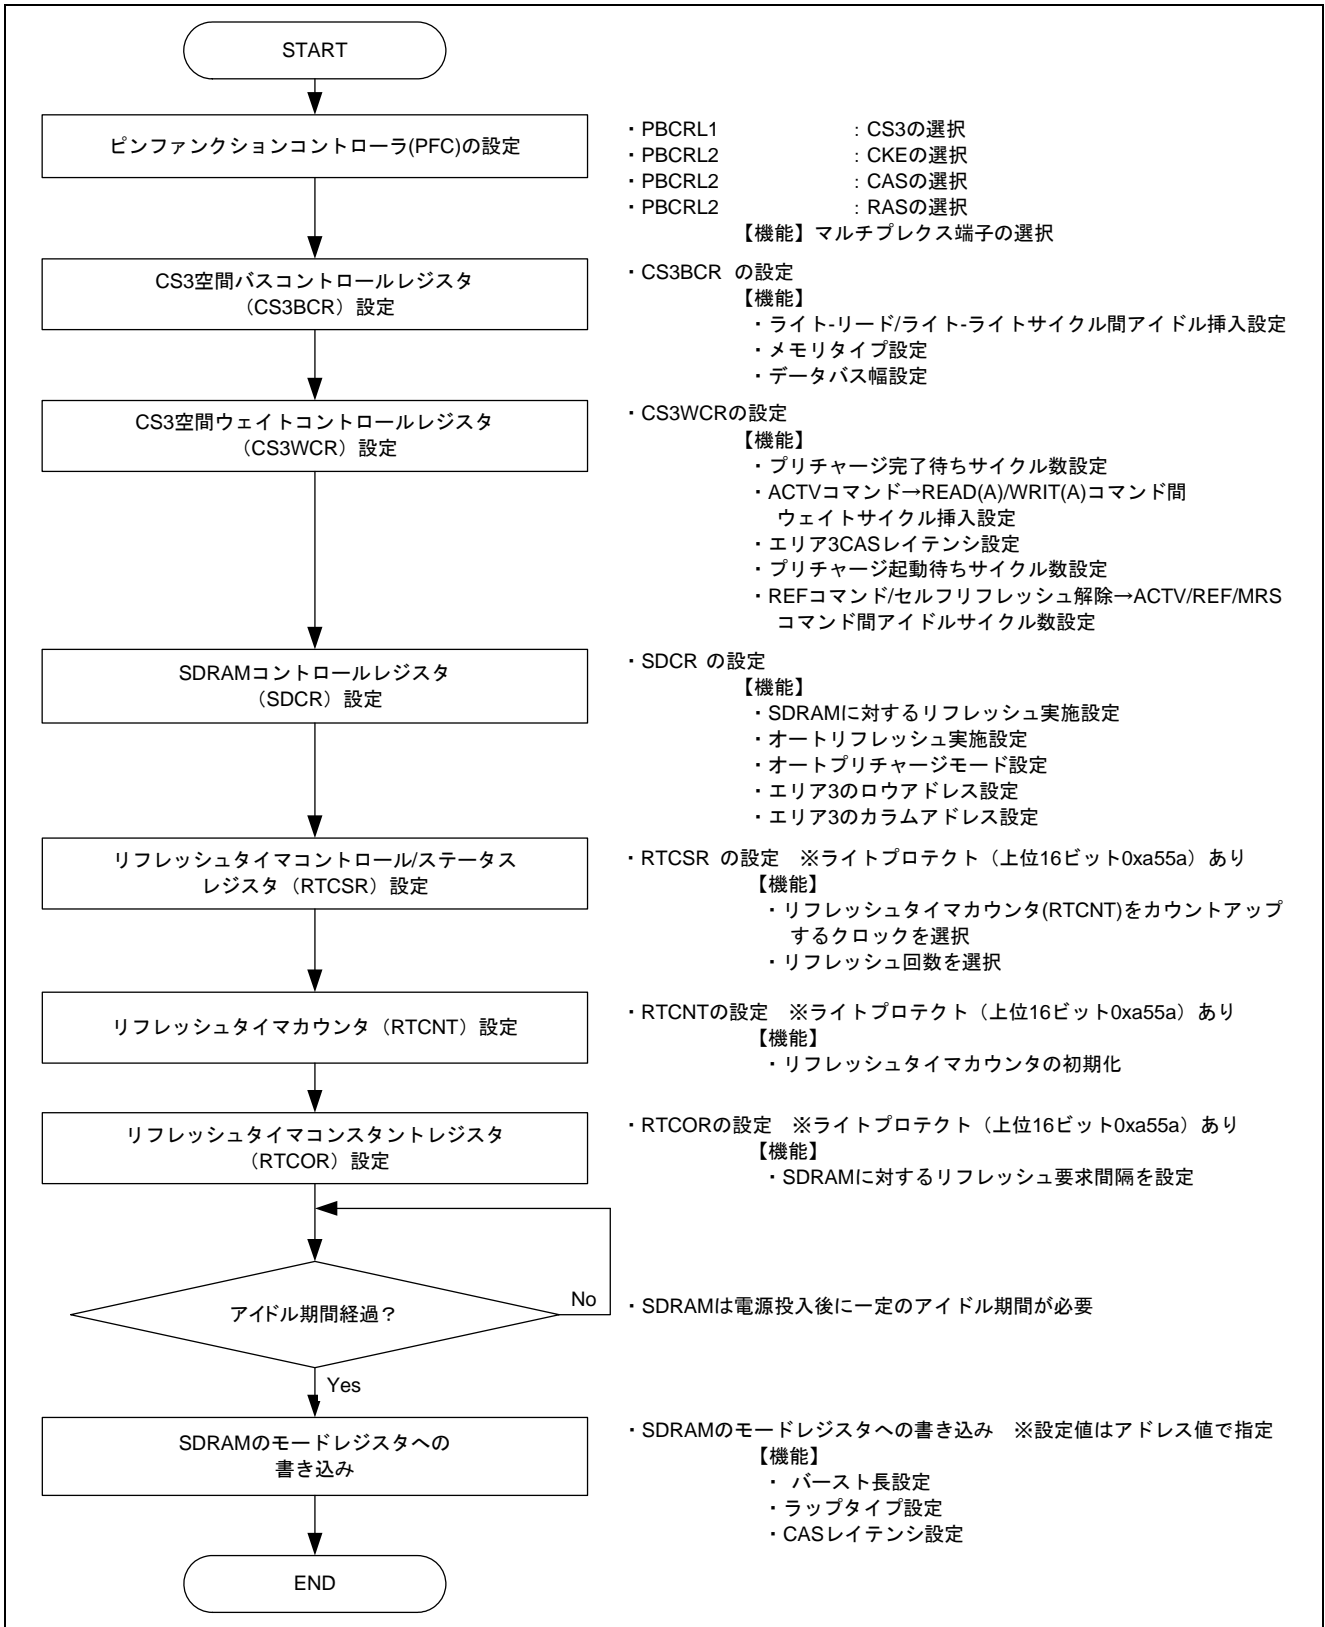 START
ピンファンクションコントローラ(PFC)の設定
・PBCRL1 ：CS3の選択
・PBCRL2 ：CKEの選択
・PBCRL2 ：CASの選択
・PBCRL2 ：RASの選択
【機能】マルチプレクス端子の選択
CS3空間バスコントロールレジスタ
（CS3BCR）設定
・CS3BCR の設定
【機能】
・ライト-リード/ライト-ライトサイクル間アイドル挿入設定
・メモリタイプ設定
・データバス幅設定
CS3空間ウェイトコントロールレジスタ
（CS3WCR）設定
・CS3WCRの設定
【機能】
・プリチャージ完了待ちサイクル数設定
・ACTVコマンド→READ(A)/WRIT(A)コマンド間
ウェイトサイクル挿入設定
・エリア3CASレイテンシ設定
・プリチャージ起動待ちサイクル数設定
・REFコマンド/セルフリフレッシュ解除→ACTV/REF/MRS
コマンド間アイドルサイクル数設定
SDRAMコントロールレジスタ
（SDCR）設定
・SDCR の設定
【機能】
・SDRAMに対するリフレッシュ実施設定
・オートリフレッシュ実施設定
・オートプリチャージモード設定
・エリア3のロウアドレス設定
・エリア3のカラムアドレス設定
リフレッシュタイマコントロール/ステータス
レジスタ（RTCSR）設定
・RTCSR の設定　※ライトプロテクト（上位16ビット0xa55a）あり
【機能】
・リフレッシュタイマカウンタ(RTCNT)をカウントアップ
するクロックを選択
・リフレッシュ回数を選択
リフレッシュタイマカウンタ（RTCNT）設定
・RTCNTの設定　※ライトプロテクト（上位16ビット0xa55a）あり
【機能】
・リフレッシュタイマカウンタの初期化
リフレッシュタイマコンスタントレジスタ
（RTCOR）設定
・RTCORの設定　※ライトプロテクト（上位16ビット0xa55a）あり
【機能】
・SDRAMに対するリフレッシュ要求間隔を設定
アイドル期間経過？
No
・SDRAMは電源投入後に一定のアイドル期間が必要
Yes
SDRAMのモードレジスタへの
書き込み
・SDRAMのモードレジスタへの書き込み　※設定値はアドレス値で指定
【機能】
・ バースト長設定
・ラップタイプ設定
・CASレイテンシ設定
END